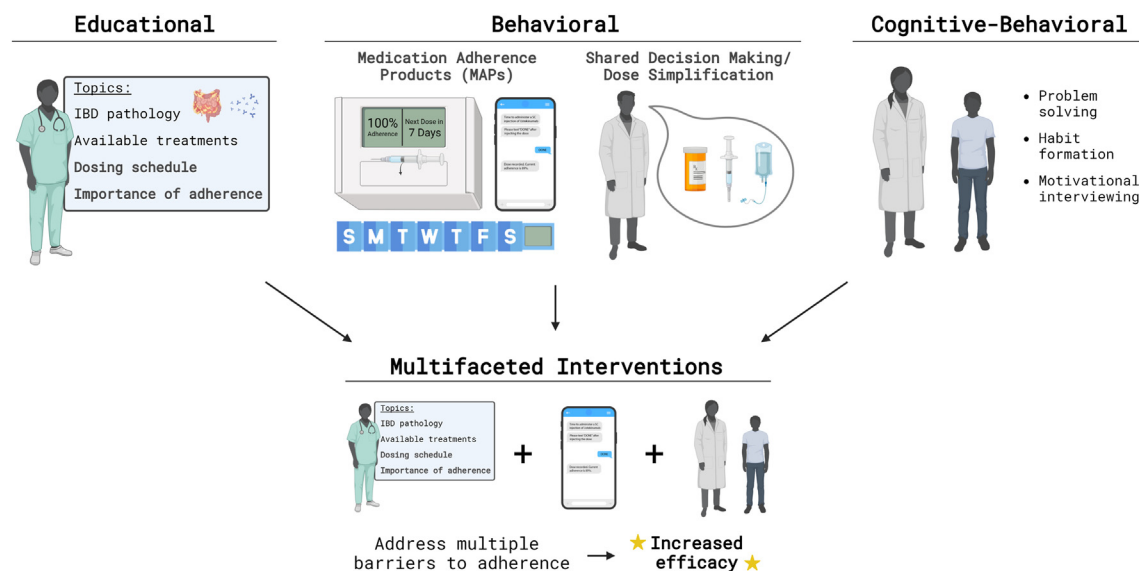 Educational
Topics:
IBD pathology
Available treatments
Dosing schedule
Importance of adherence
Behavioral
Medication Adherence
Products (MAPs)
100%
Adherence
Next Dose in
7 Days
S M T W T F S
Shared Decision Making/
Dose Simplification
Cognitive-Behavioral
• Problem
solving
• Habit
formation
• Motivational
interviewing
Multifaceted Interventions
Topics:
IBD pathology
Available treatments
Dosing schedule
Importance of adherence
+
+
Address multiple
barriers to adherence
Increased
efficacy